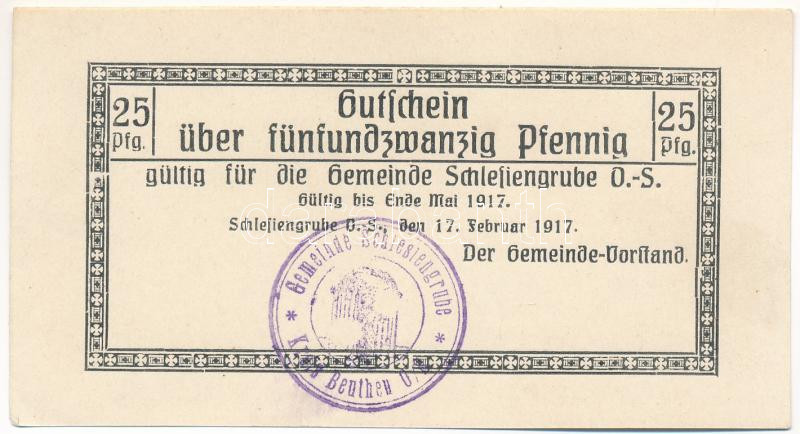 25
Pfg.
Gutschein
über fünfundzwanzig Pfennig
25
Pfg.
gültig für die Gemeinde Schlesiengrube O.-S.
Gültig bis Ende Mai 1917.
Schlesiengrube O.-S., den 17. Februar 1917.
Der Gemeinde-Vorstand.
* Gemeinde Schlesiengrube *
Kreis Beuthen O/S.